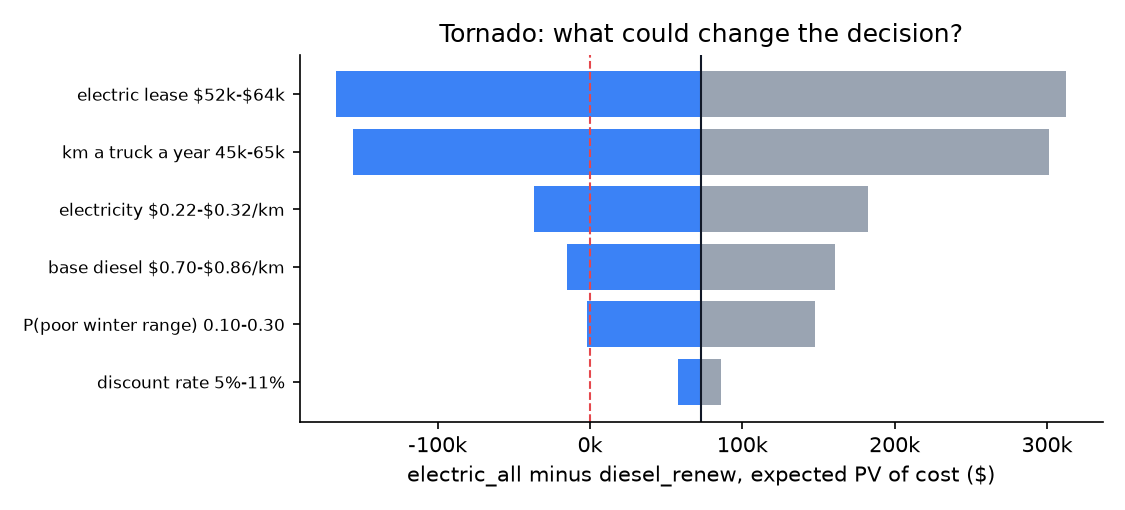 Tornado: what could change the decision?
electric lease $52k-$64k
km a truck a year 45k-65k
electricity $0.22-$0.32/km
base diesel $0.70-$0.86/km
P(poor winter range) 0.10-0.30
discount rate 5%-11%
-100k 0k 100k 200k 300k
electric_all minus diesel_renew, expected PV of cost ($)